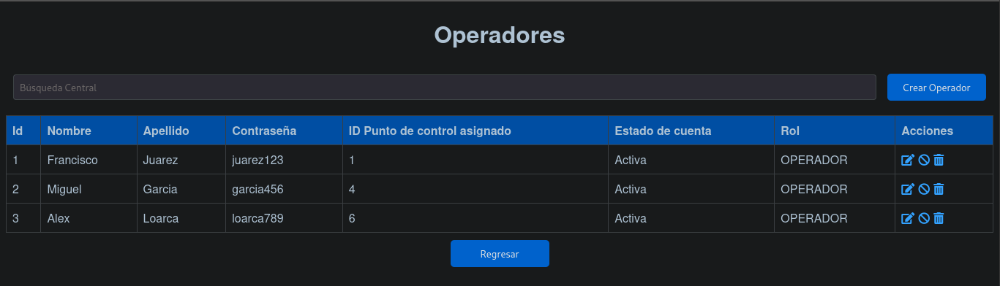 Operadores
Búsqueda Central
Crear Operador
Id Nombre Apellido Contraseña ID Punto de control asignado Estado de cuenta Rol Acciones
1 Francisco Juarez juarez123 1 Activa OPERADOR
2 Miguel Garcia garcia456 4 Activa OPERADOR
3 Alex Loarca loarca789 6 Activa OPERADOR
Regresar